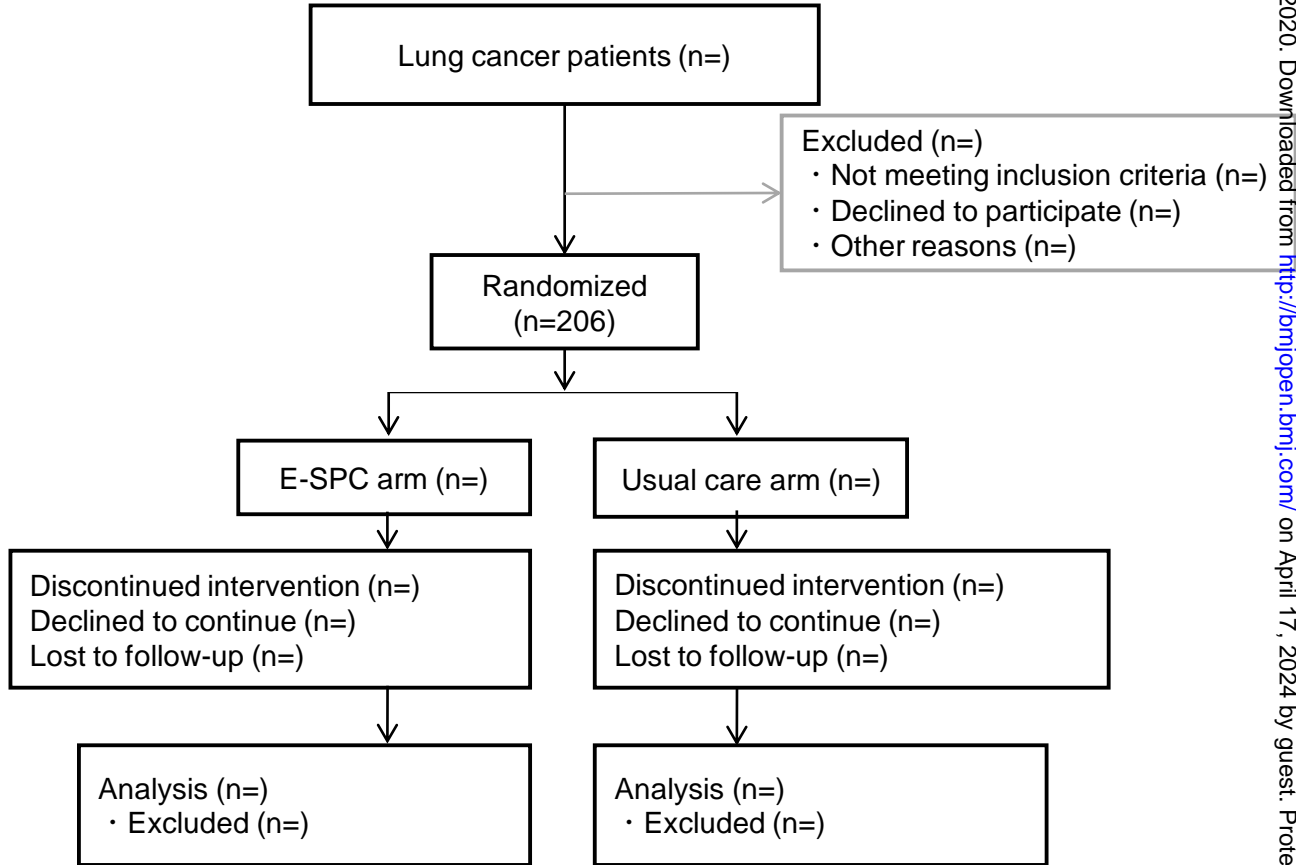 Lung cancer patients (n=)
Excluded (n=)
・Not meeting inclusion criteria (n=)
・Declined to participate (n=)
・Other reasons (n=)
Randomized
(n=206)
E-SPC arm (n=)
Usual care arm (n=)
Discontinued intervention (n=)
Declined to continue (n=)
Lost to follow-up (n=)
Discontinued intervention (n=)
Declined to continue (n=)
Lost to follow-up (n=)
Analysis (n=)
・Excluded (n=)
Analysis (n=)
・Excluded (n=)
2020. Downloaded from http://bmjopen.bmj.com/ on April 17, 2024 by guest. Prote